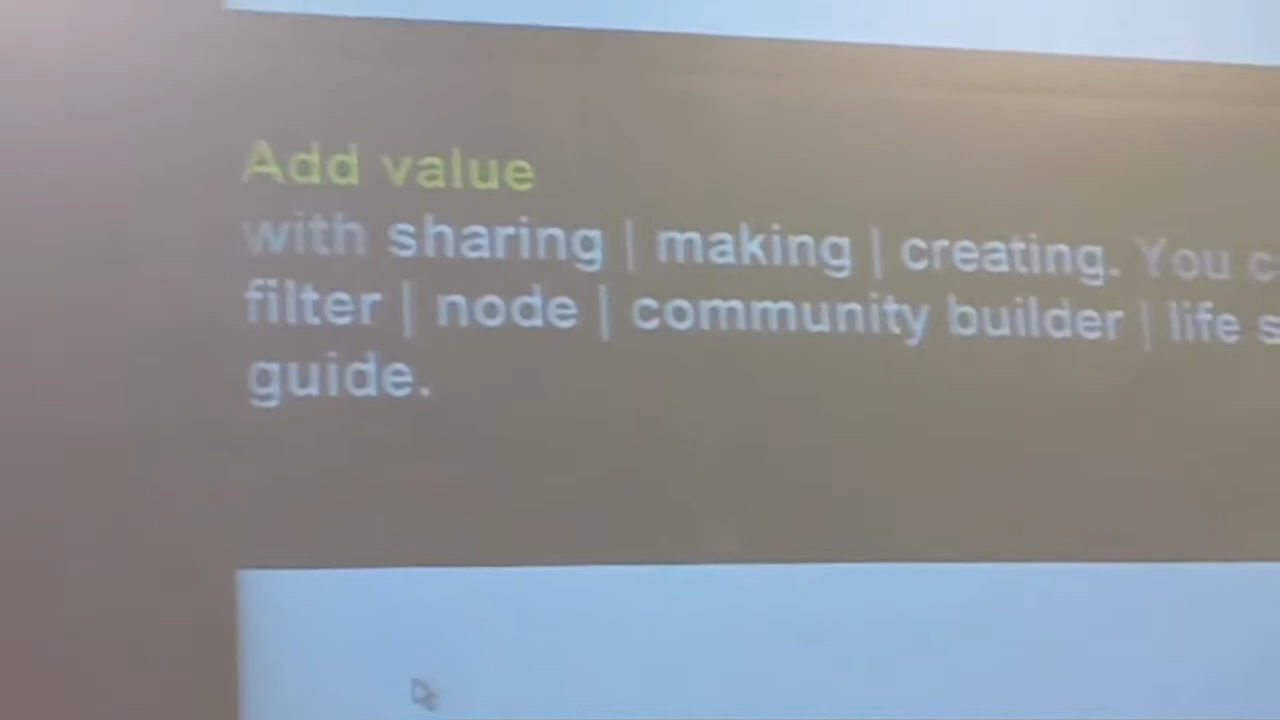 Add value
with sharing | making | creating. You
filter | node | community builder | life
guide.